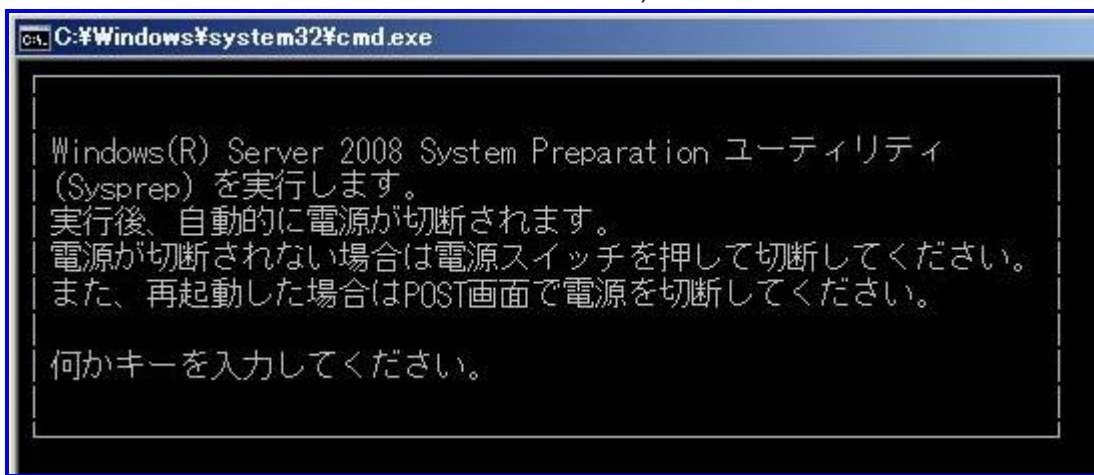 C:¥Windows¥system32¥cmd.exe
Windows(R) Server 2008 System Preparation ユーティリティ
(Sysprep) を実行します。
実行後、自動的に電源が切断されます。
電源が切断されない場合は電源スイッチを押して切断してください。
また、再起動した場合はPOST画面で電源を切断してください。
何かキーを入力してください。